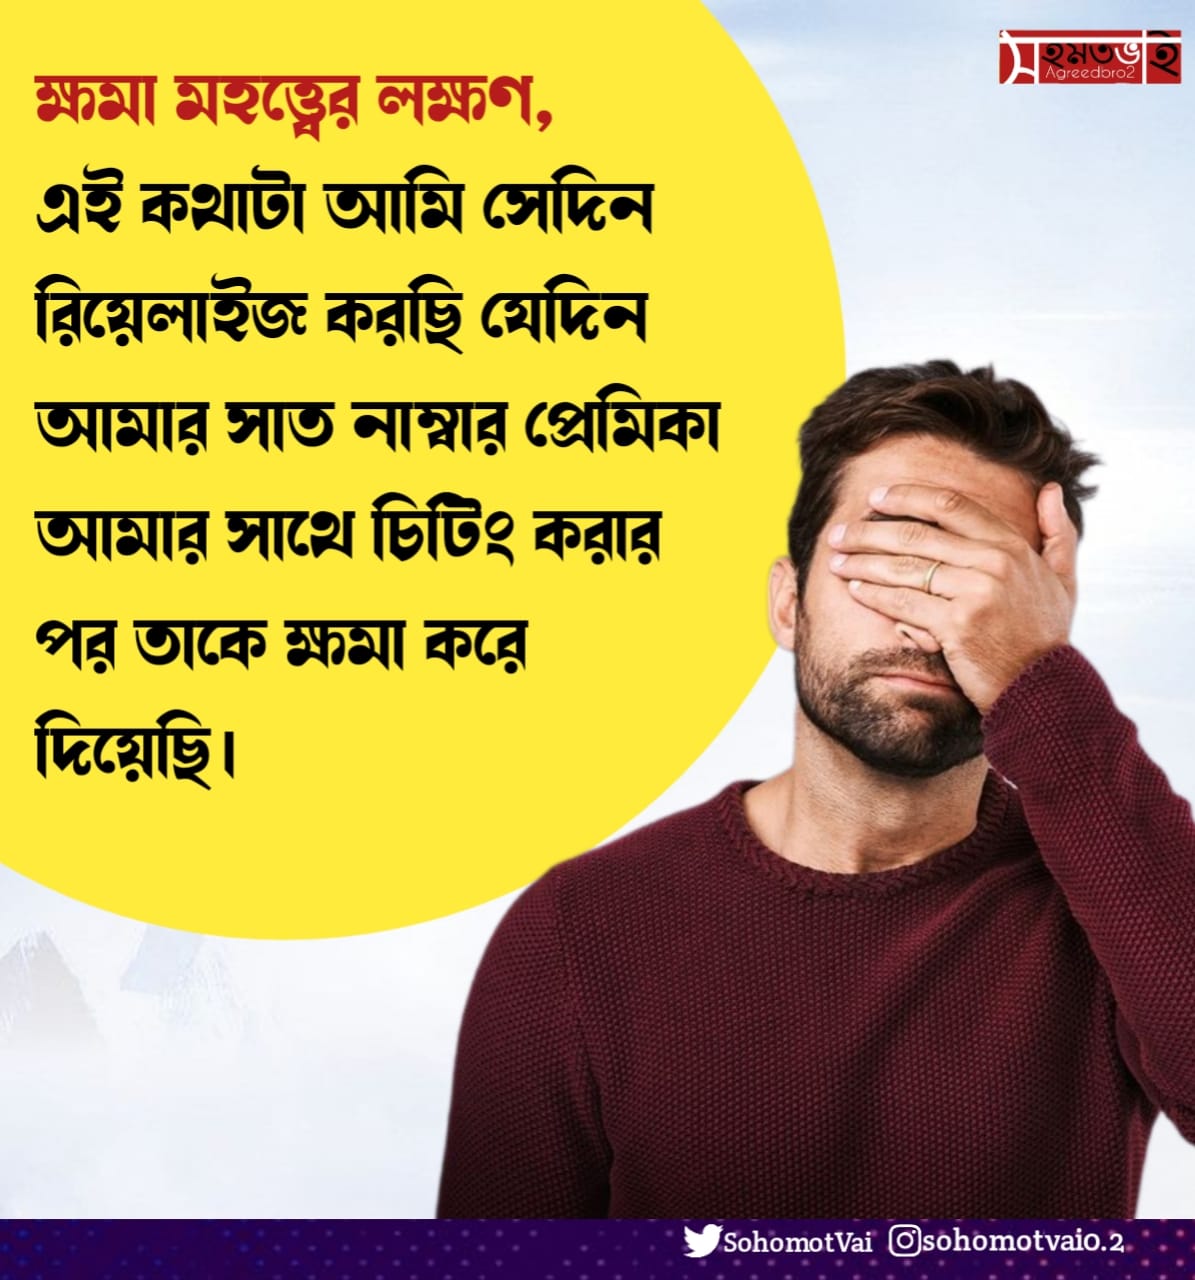 সহমতভাই
Agreedbro2
ক্ষমা মহত্ত্বের লক্ষণ,
এই কথাটা আমি সেদিন
রিয়েলাইজ করছি যেদিন
আমার সাত নাম্বার প্রেমিকা
আমার সাথে চিটিং করার
পর তাকে ক্ষমা করে
দিয়েছি।
SohomotVai sohomotvaio.2